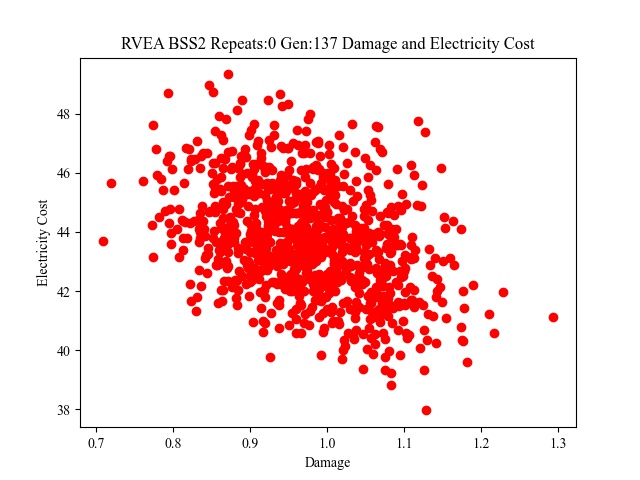 RVEA BSS2 Repeats:0 Gen:137 Damage and Electricity Cost
Electricity Cost
48
46
44
42
40
38
0.7 0.8 0.9 1.0 1.1 1.2 1.3
Damage